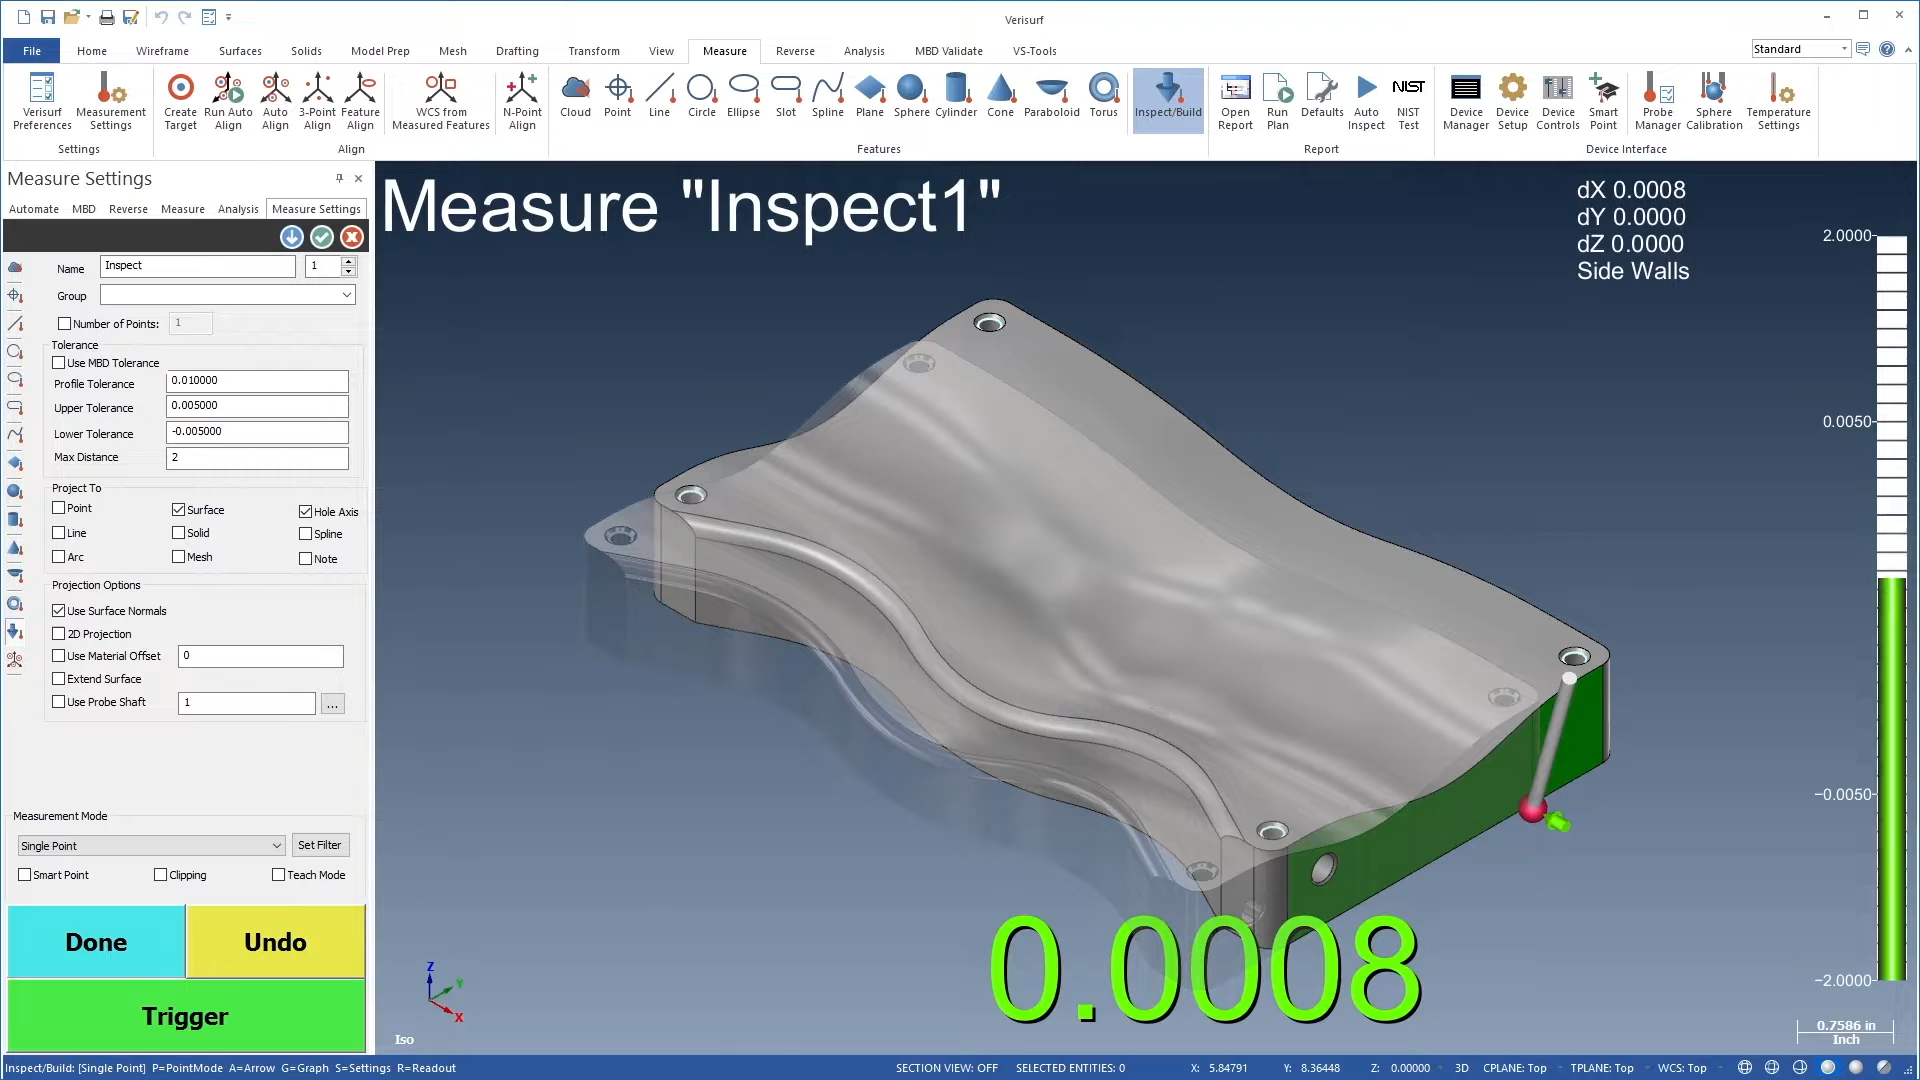 Verisurf
File Home Wireframe Surfaces Solids Model Prep Mesh Drafting Transform View Measure Reverse Analysis MBD Validate VS-Tools Standard
NIST
Verisurf Preferences
Measurement Settings
Create Target
Run Auto Align
Auto Align
3-Point Align
Feature Align
WCS from Measured Features
N-Point Align
Cloud Point Line Circle Ellipse Slot Spline Plane Sphere Cylinder Cone Paraboloid Torus
Inspect/Build
Open Report
Run Plan
Defaults
Auto Inspect
NIST Test
Device Manager
Device Setup
Device Controls
Smart Point
Probe Manager
Sphere Calibration
Temperature Settings
Settings Align Features Report Device Interface
Measure Settings
Automate MBD Reverse Measure Analysis Measure Settings
Name Inspect 1
Group
Number of Points: 1
Tolerance
Use MBD Tolerance
Profile Tolerance 0.010000
Upper Tolerance 0.005000
Lower Tolerance -0.005000
Max Distance 2
Project To
Point Surface Hole Axis
Line Solid Spline
Arc Mesh Note
Projection Options
Use Surface Normals
2D Projection
Use Material Offset 0
Extend Surface
Use Probe Shaft 1 ...
Measurement Mode
Single Point Set Filter
Smart Point Clipping Teach Mode
Done Undo
Trigger
Measure "Inspect1"
dX 0.0008
dY 0.0000
dZ 0.0000
Side Walls
2.0000
0.0050
-0.0050
-2.0000
0.0008
Z
Y
X
Iso
0.7586 in
Inch
Inspect/Build: [Single Point] P=PointMode A=Arrow G=Graph S=Settings R=Readout SECTION VIEW: OFF SELECTED ENTITIES: 0 X: 5.84791 Y: 8.36448 Z: 0.00000 3D CPLANE: Top TPLANE: Top WCS: Top